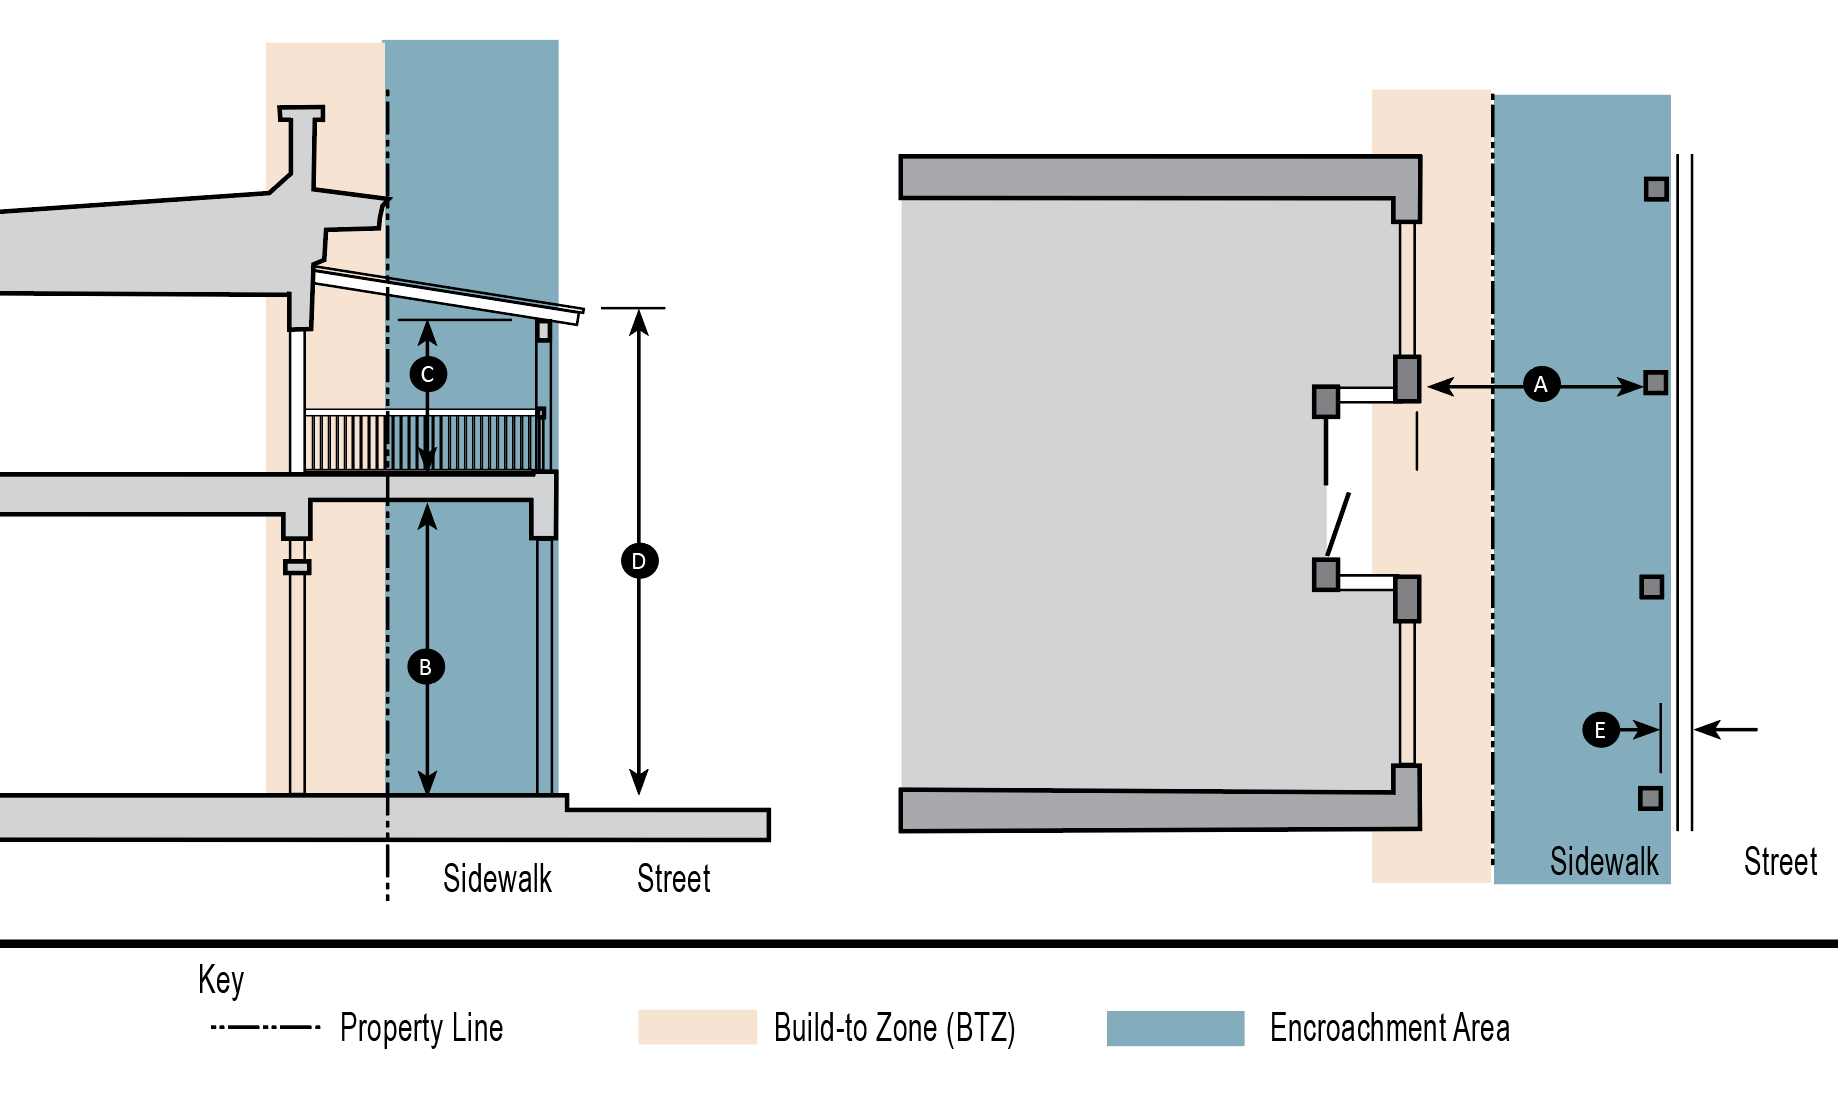 C
A
D
B
E
Sidewalk Street
Sidewalk Street
Key
Property Line
Build-to Zone (BTZ)
Encroachment Area